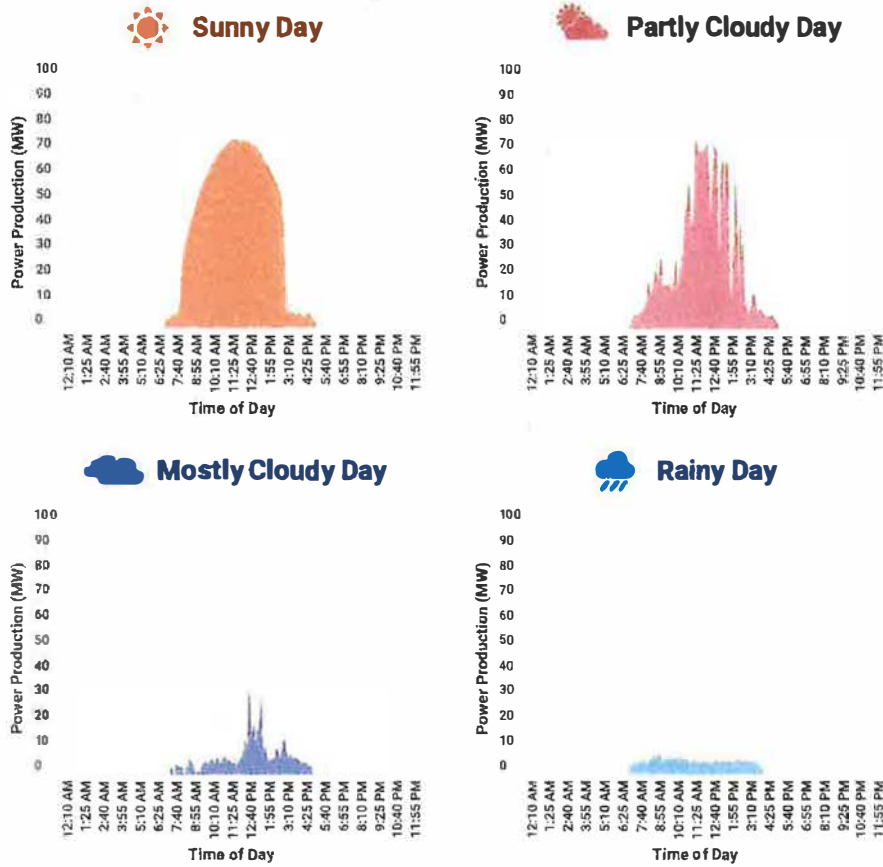 Sunny Day
100
90
80
70
60
50
40
30
20
10
0
Power Production (MW)
12:10 AM
1:25 AM
2:40 AM
3:55 AM
5:10 AM
6:25 AM
7:40 AM
8:55 AM
10:10 AM
11:25 AM
12:40 PM
1:55 PM
3:10 PM
4:25 PM
5:40 PM
6:55 PM
8:10 PM
9:25 PM
10:40 PM
11:55 PM
Time of Day
Partly Cloudy Day
100
90
80
70
60
50
40
30
20
10
0
Power Production (MW)
12:10 AM
1:25 AM
2:40 AM
3:55 AM
5:10 AM
6:25 AM
7:40 AM
8:55 AM
10:10 AM
11:25 AM
12:40 PM
1:55 PM
3:10 PM
4:25 PM
5:40 PM
6:55 PM
8:10 PM
9:25 PM
10:40 PM
11:55 PM
Time of Day
Mostly Cloudy Day
100
90
80
70
60
50
40
30
20
10
0
Power Production (MW)
12:10 AM
1:25 AM
2:40 AM
3:55 AM
5:10 AM
6:25 AM
7:40 AM
8:55 AM
10:10 AM
11:25 AM
12:40 PM
1:55 PM
3:10 PM
4:25 PM
5:40 PM
6:55 PM
8:10 PM
9:25 PM
10:40 PM
11:55 PM
Time of Day
Rainy Day
100
90
80
70
60
50
40
30
20
10
0
Power Production (MW)
12:10 AM
1:25 AM
2:40 AM
3:55 AM
5:10 AM
6:25 AM
7:40 AM
8:55 AM
10:10 AM
11:25 AM
12:40 PM
1:55 PM
3:10 PM
4:25 PM
5:40 PM
6:55 PM
8:10 PM
9:25 PM
10:40 PM
11:55 PM
Time of Day